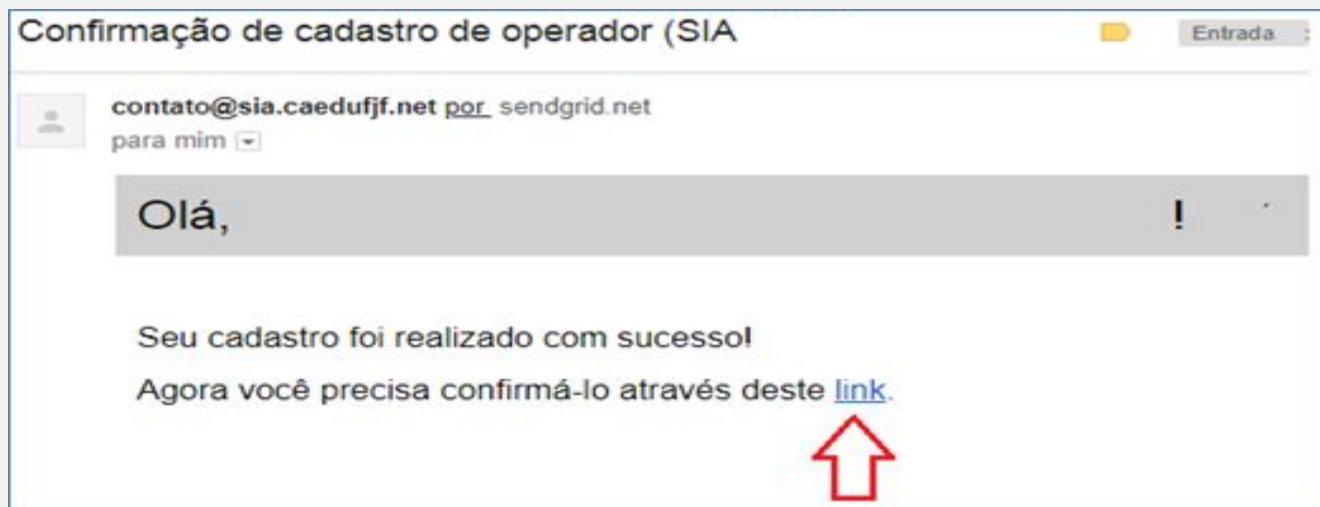 Confirmação de cadastro de operador (SIA
Entrada
contato@sia.caedufjf.net por sendgrid.net
para mim
Olá, !
Seu cadastro foi realizado com sucesso!
Agora você precisa confirmá-lo através deste link.